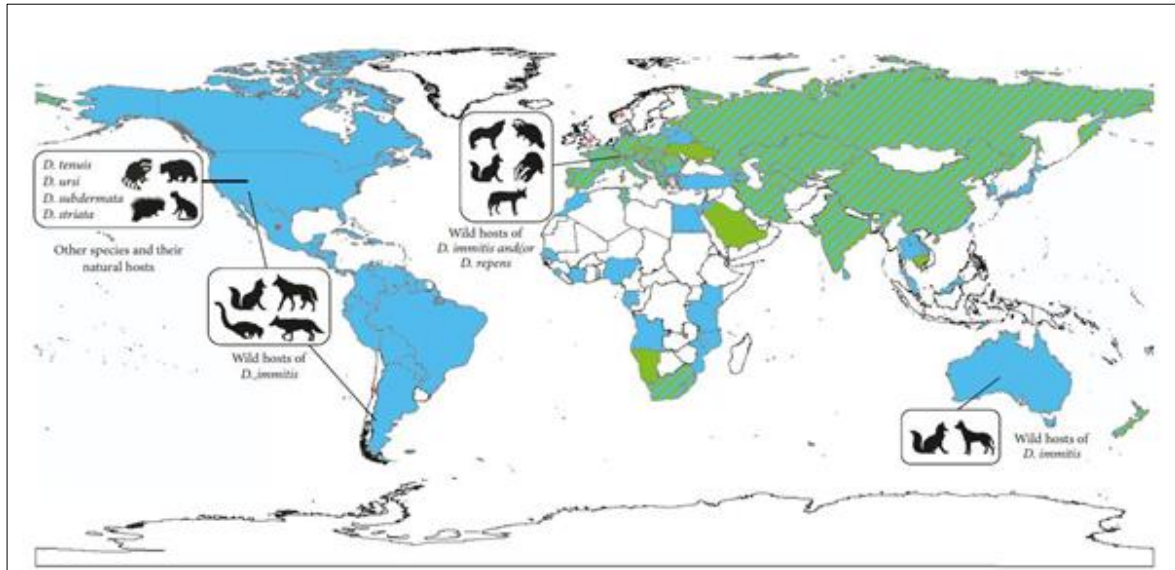 D. tenuis
D. ursi
D. subdermata
D. striata
Other species and their
natural hosts
Wild hosts of
D. immitis
Wild hosts of
D. immitis and/or
D. repens
Wild hosts of
D. immitis